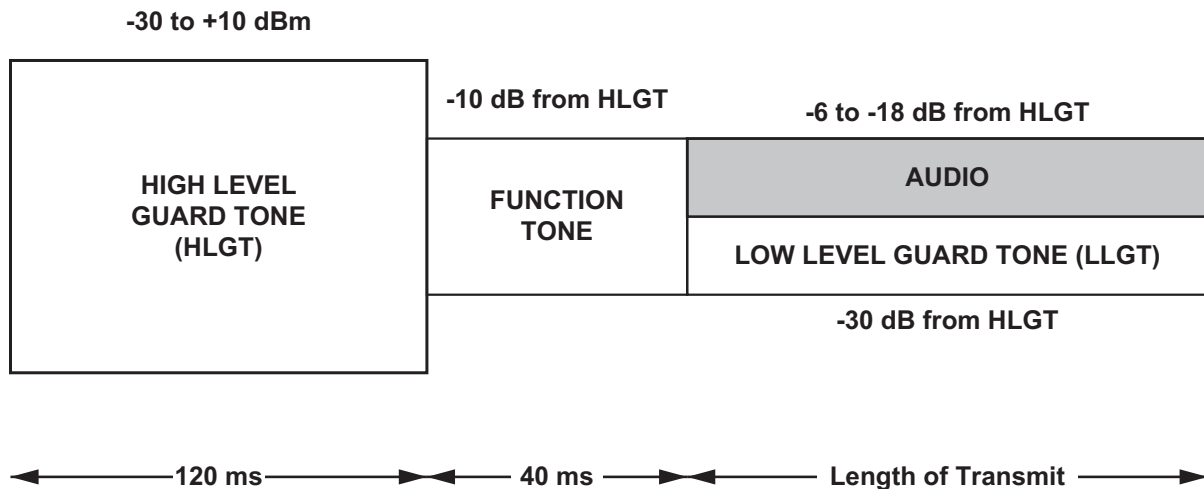 -30 to +10 dBm
-10 dB from HLGT
-6 to -18 dB from HLGT
HIGH LEVEL
GUARD TONE
(HLGT)
FUNCTION
TONE
AUDIO
LOW LEVEL GUARD TONE (LLGT)
-30 dB from HLGT
120 ms
40 ms
Length of Transmit